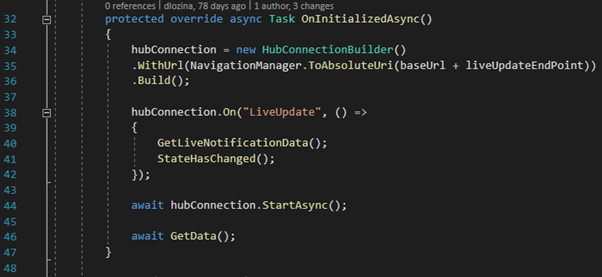 0 references | dlozina, 78 days ago | 1 author, 3 changes
32 protected override async Task OnInitializedAsync()
33 {
34 hubConnection = new HubConnectionBuilder()
35 .WithUrl(NavigationManager.ToAbsoluteUri(baseUrl + liveUpdateEndPoint))
36 .Build();
37
38 hubConnection.On("LiveUpdate", () =>
39 {
40 GetLiveNotificationData();
41 StateHasChanged();
42 });
43
44 await hubConnection.StartAsync();
45
46 await GetData();
47 }
48